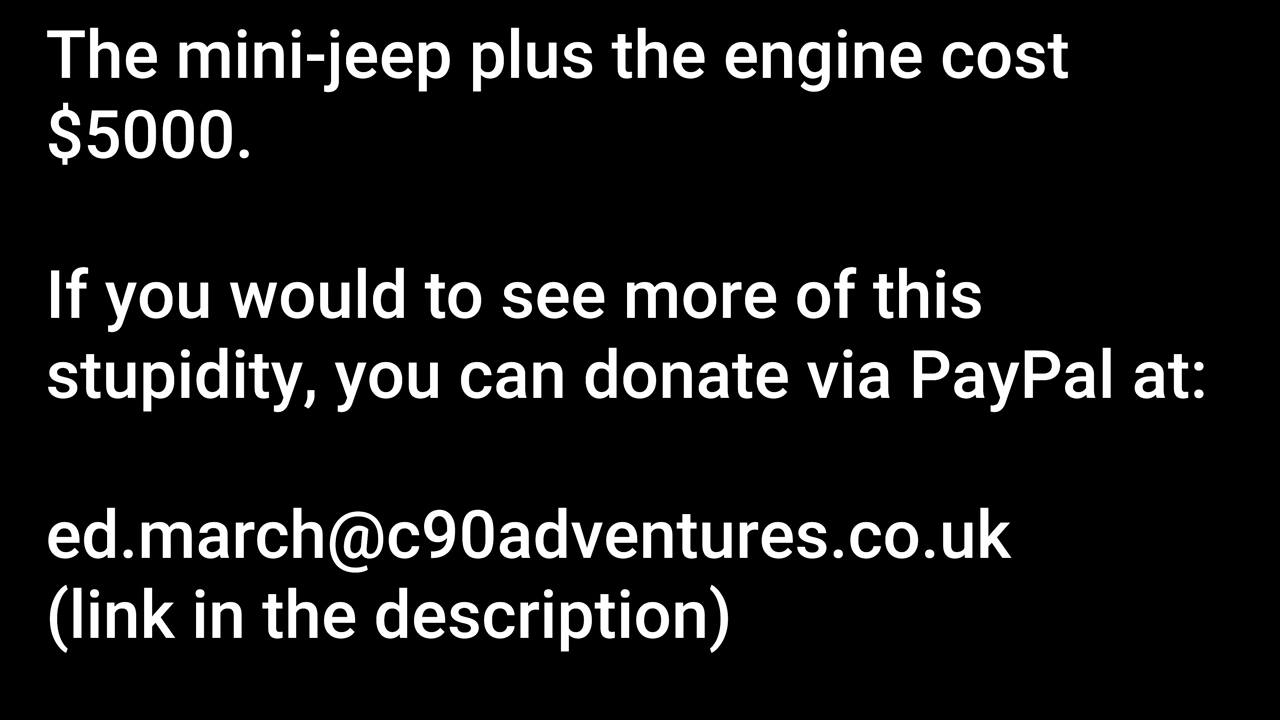 The mini-jeep plus the engine cost
$5000.
If you would to see more of this
stupidity, you can donate via PayPal at:
ed.march@c90adventures.co.uk
(link in the description)